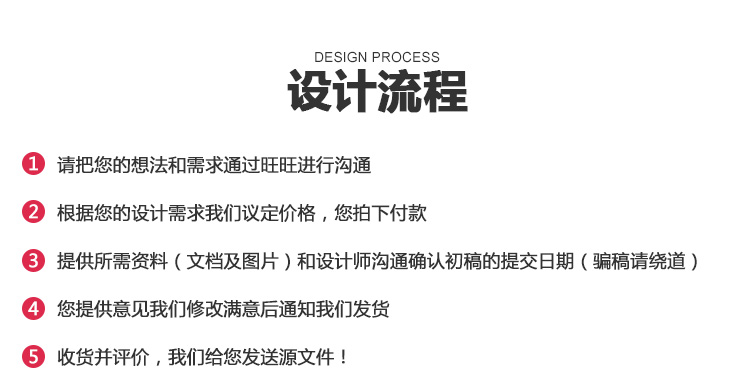 DESIGN PROCESS
设计流程
1 请把您的想法和需求通过旺旺进行沟通
2 根据您的设计需求我们议定价格，您拍下付款
3 提供所需资料（文档及图片）和设计师沟通确认初稿的提交日期（骗稿请绕道）
4 您提供意见我们修改满意后通知我们发货
5 收货并评价，我们给您发送源文件！